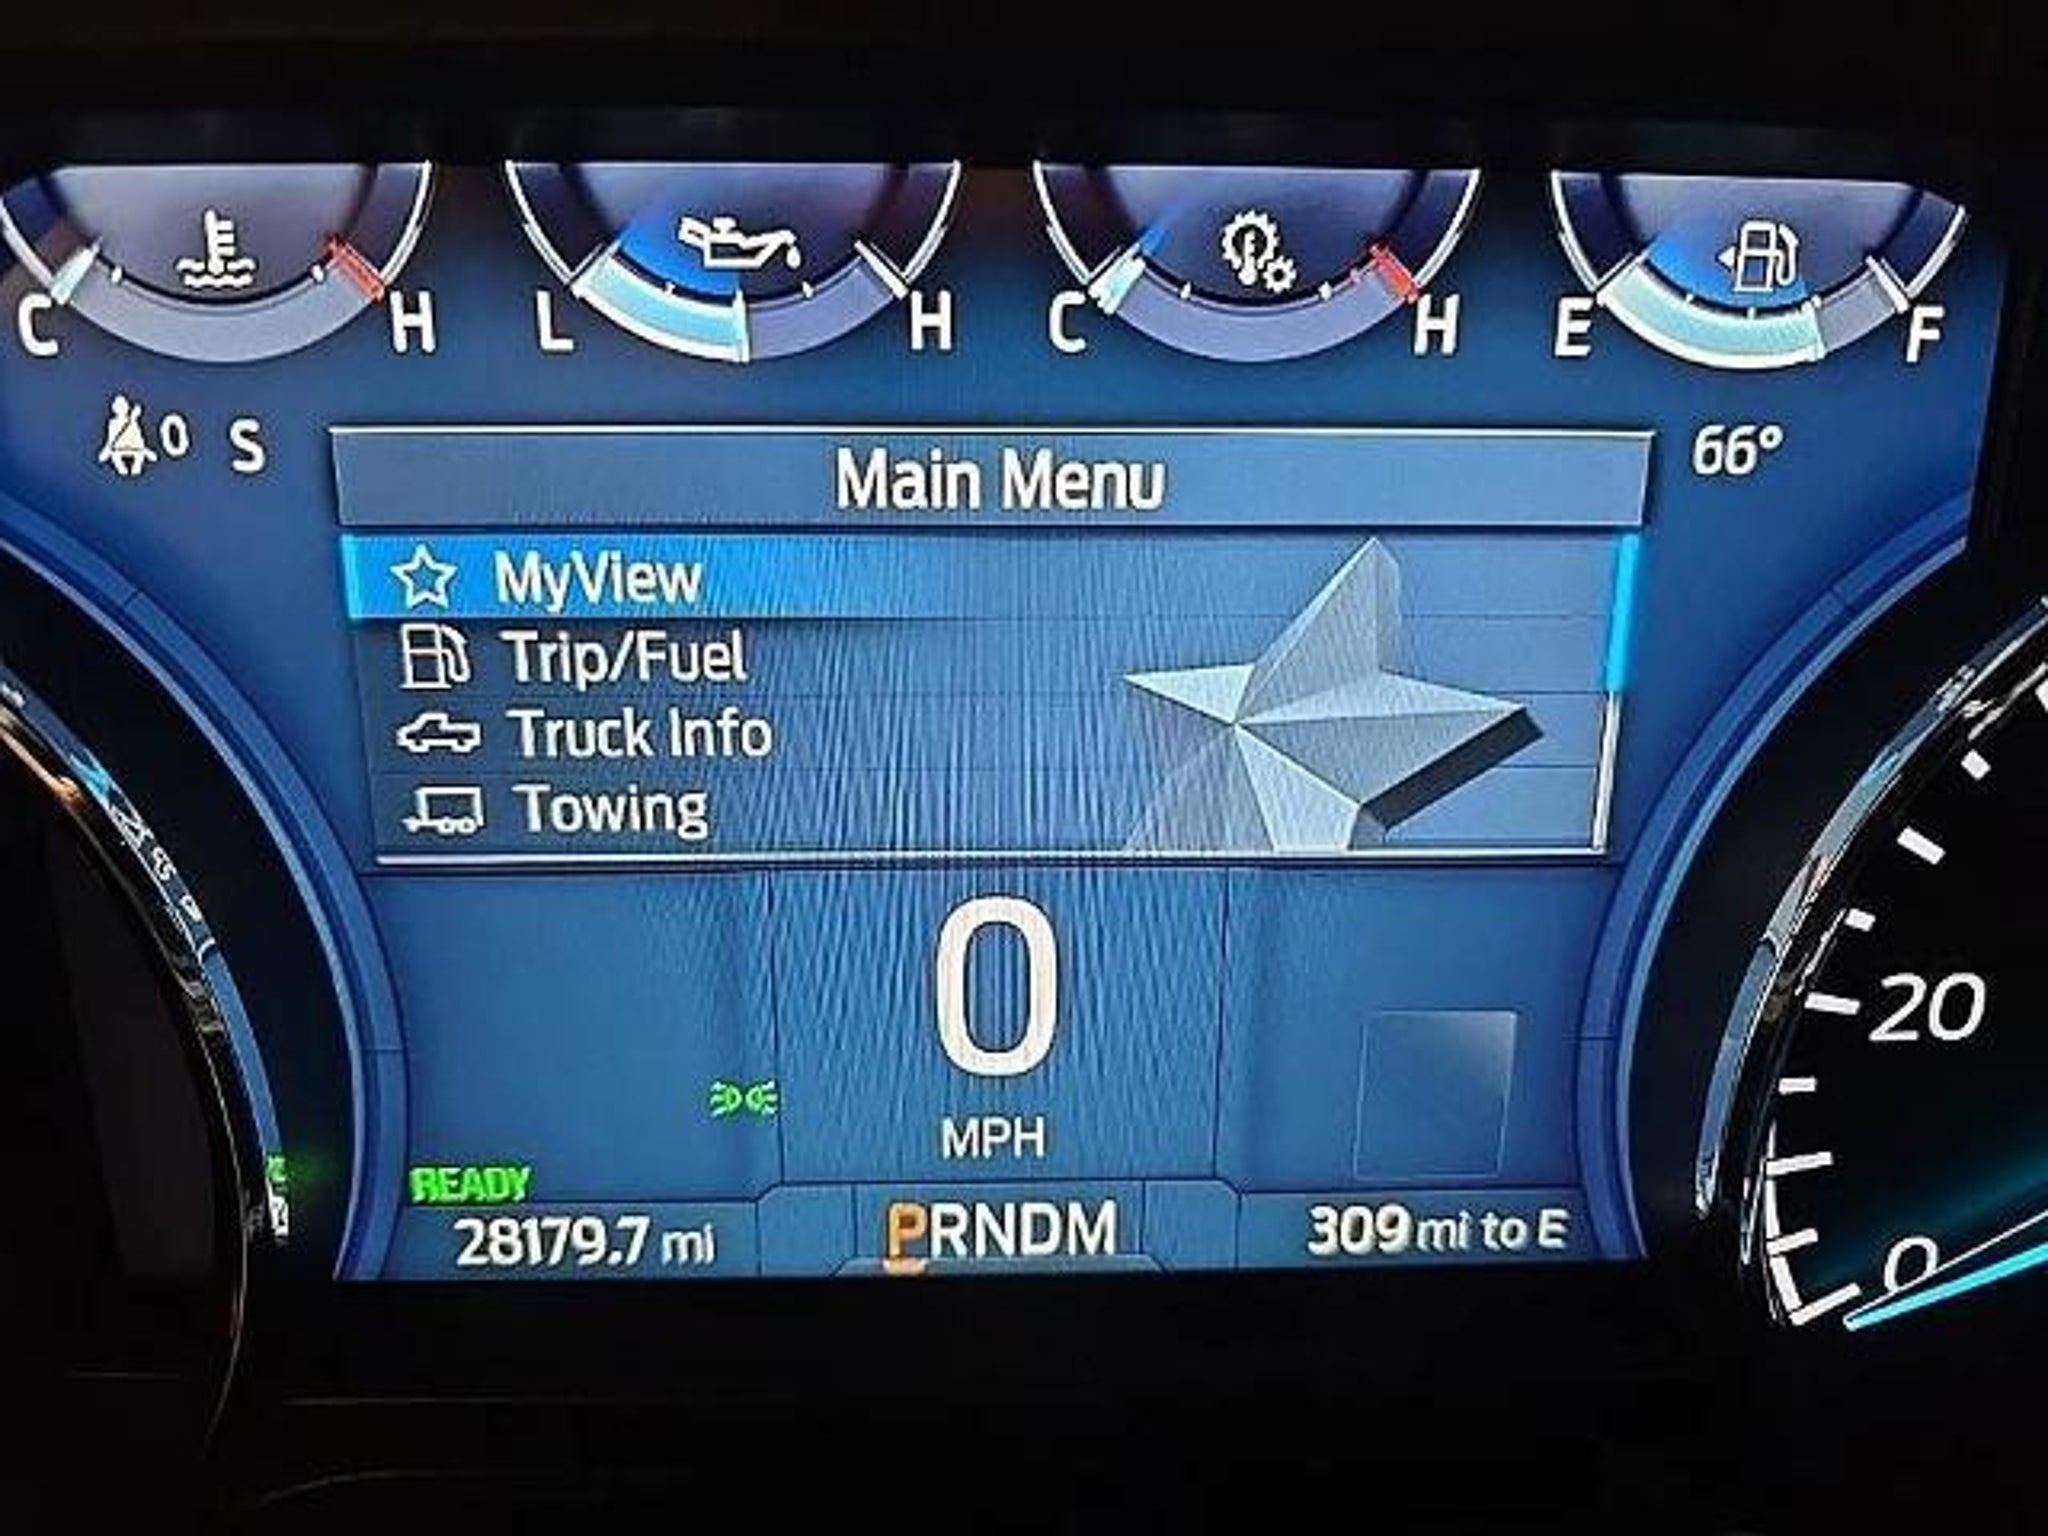 C H L H C H E F
0 S 66°
Main Menu
MyView
Trip/Fuel
Truck Info
Towing
0
MPH
20
READY
28179.7 mi
PRNDM
309 mi to E
0